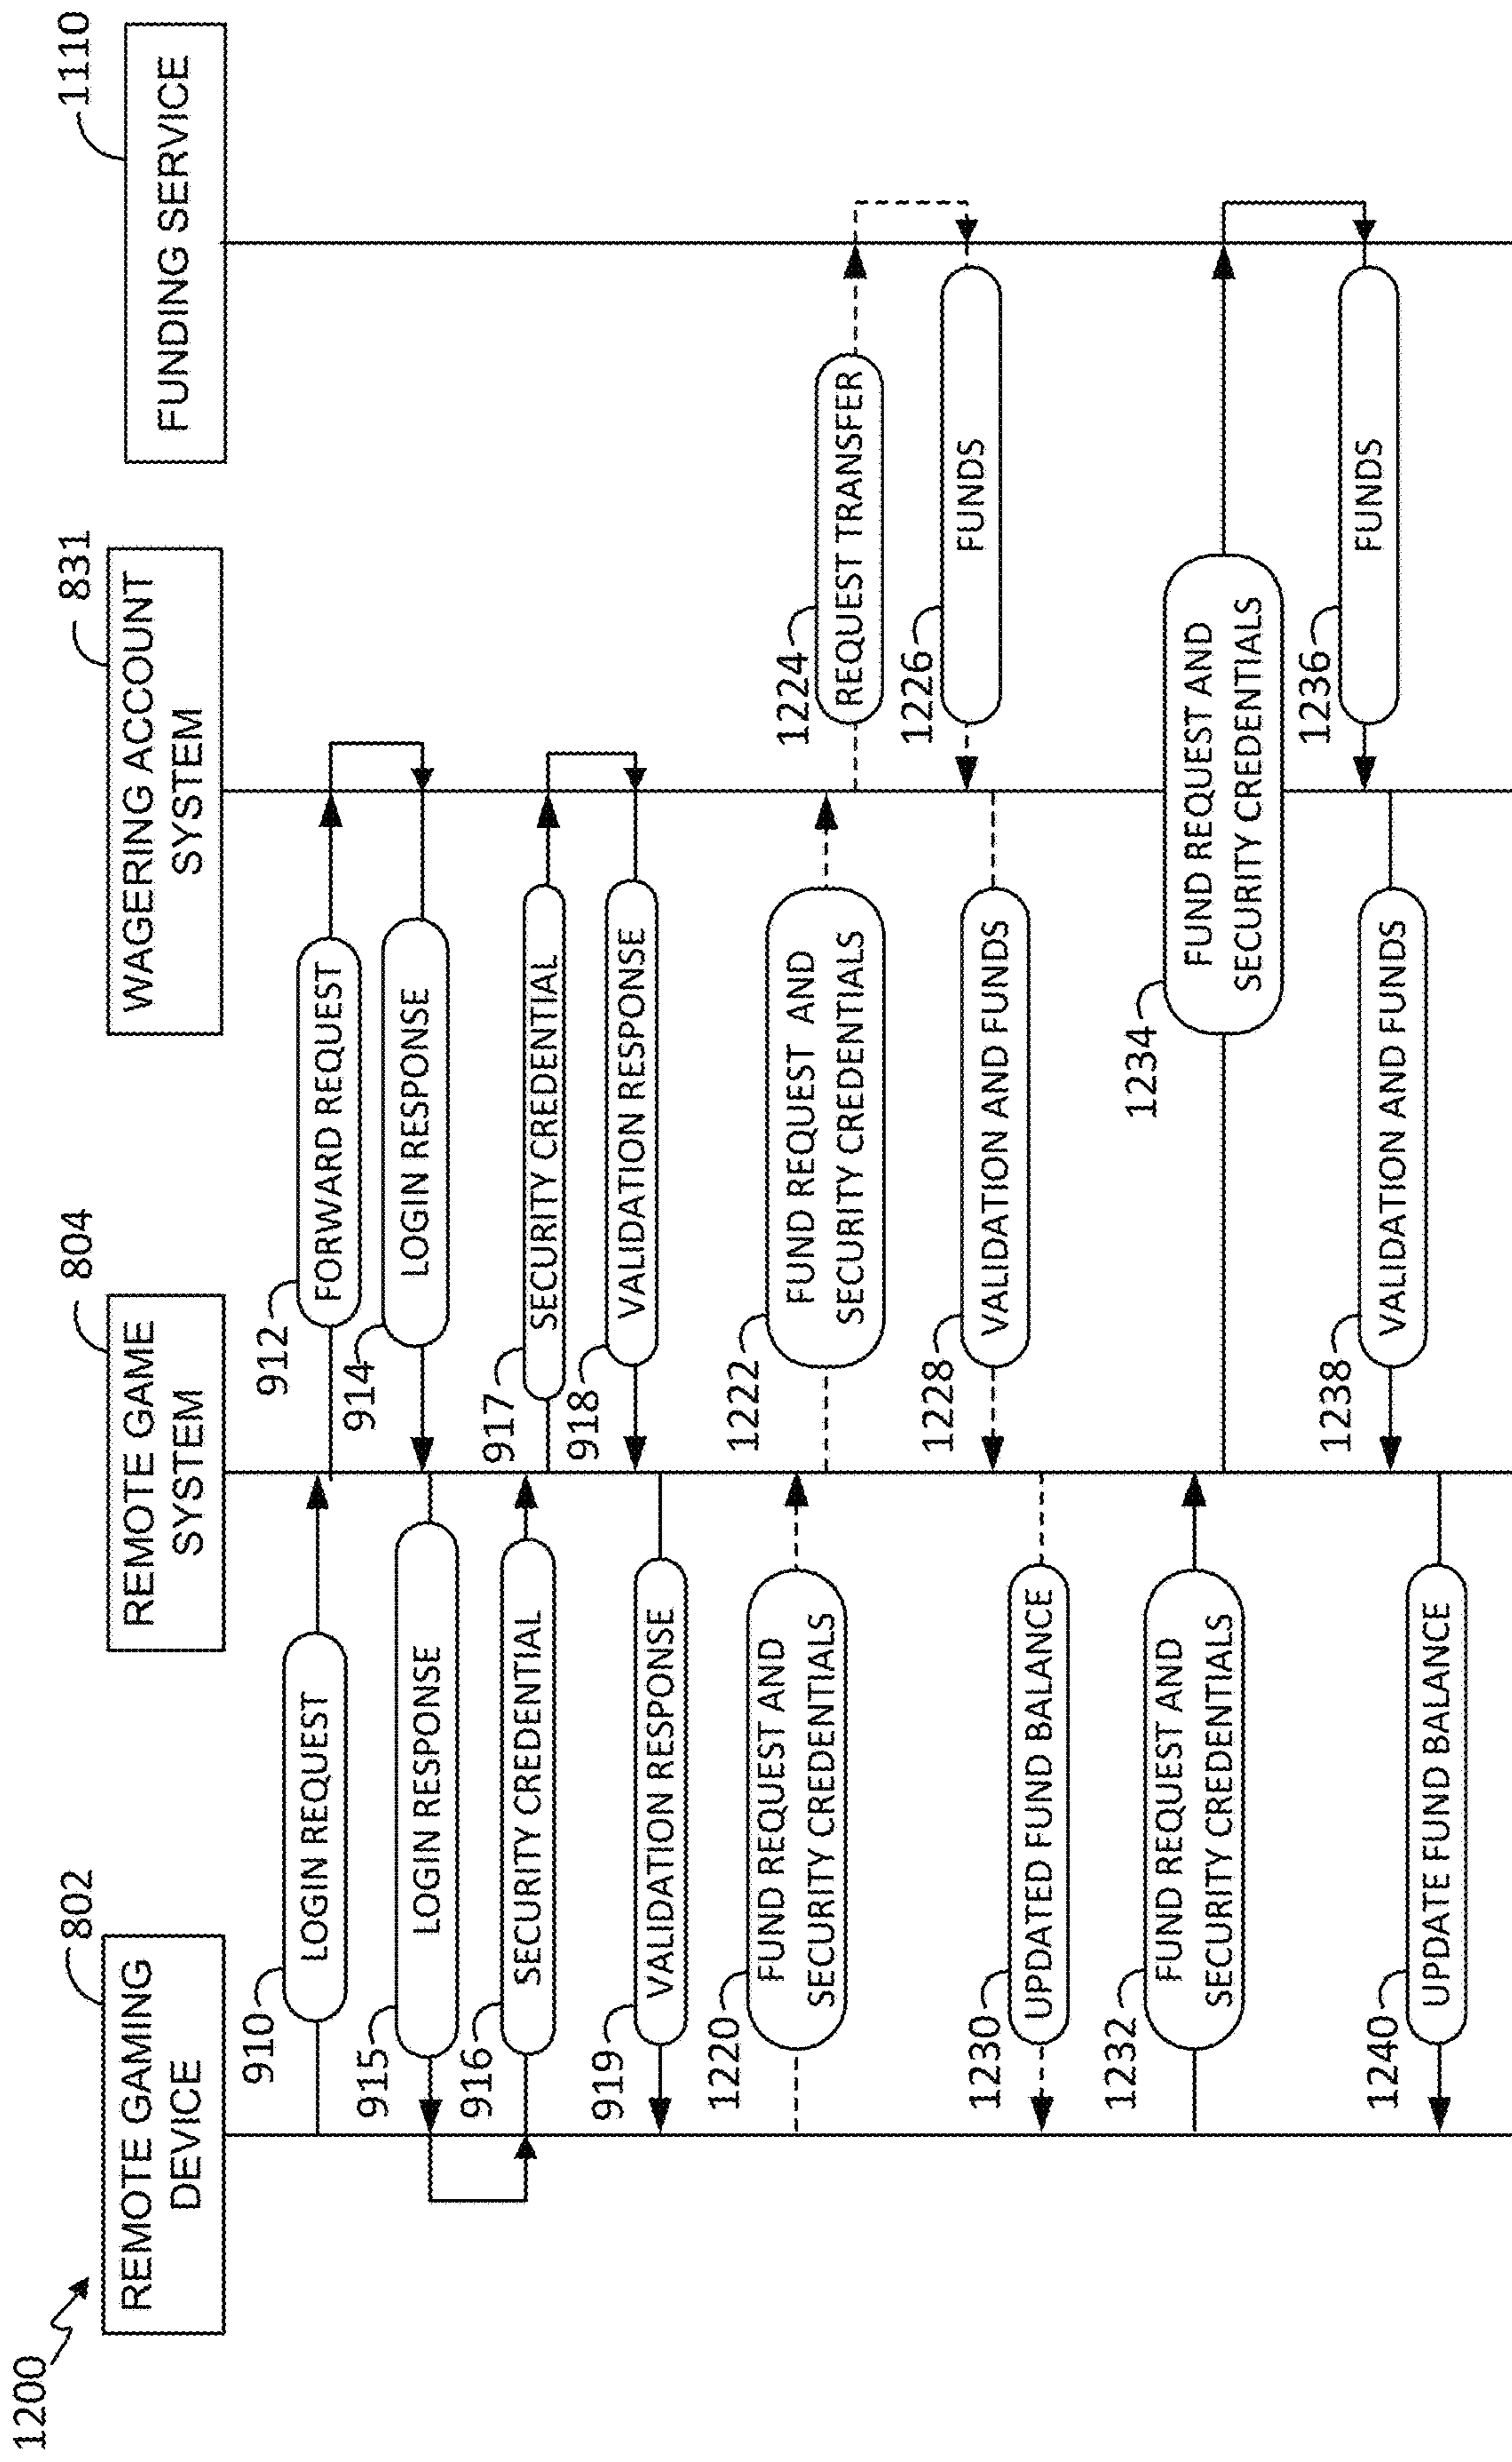 1200
802
REMOTE GAMING
DEVICE
804
REMOTE GAME
SYSTEM
831
WAGERING ACCOUNT
SYSTEM
1110
FUNDING SERVICE
910
LOGIN REQUEST
912
FORWARD REQUEST
914
LOGIN RESPONSE
915
LOGIN RESPONSE
916
SECURITY CREDENTIAL
917
SECURITY CREDENTIAL
918
VALIDATION RESPONSE
919
VALIDATION RESPONSE
1220
FUND REQUEST AND
SECURITY CREDENTIALS
1222
FUND REQUEST AND
SECURITY CREDENTIALS
1224
REQUEST TRANSFER
1226
FUNDS
1228
VALIDATION AND FUNDS
1230
UPDATED FUND BALANCE
1232
FUND REQUEST AND
SECURITY CREDENTIALS
1234
FUND REQUEST AND
SECURITY CREDENTIALS
1236
FUNDS
1238
VALIDATION AND FUNDS
1240
UPDATE FUND BALANCE